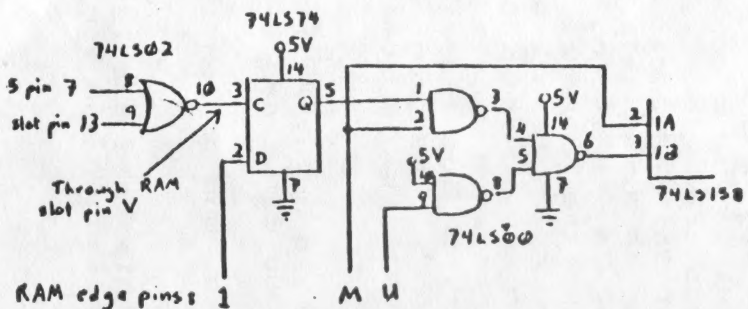 74LS74
74LS02
5V
14
5 pin 7
8
10
3
C
Q
5
1
3
5V
2
1A
slot pin 13
9
2
4
14
6
3
1B
2
D
5V
5
Through RAM
slot pin V
7
10
9
8
7
74LS158
74LS00
RAM edge pins: 1 M U